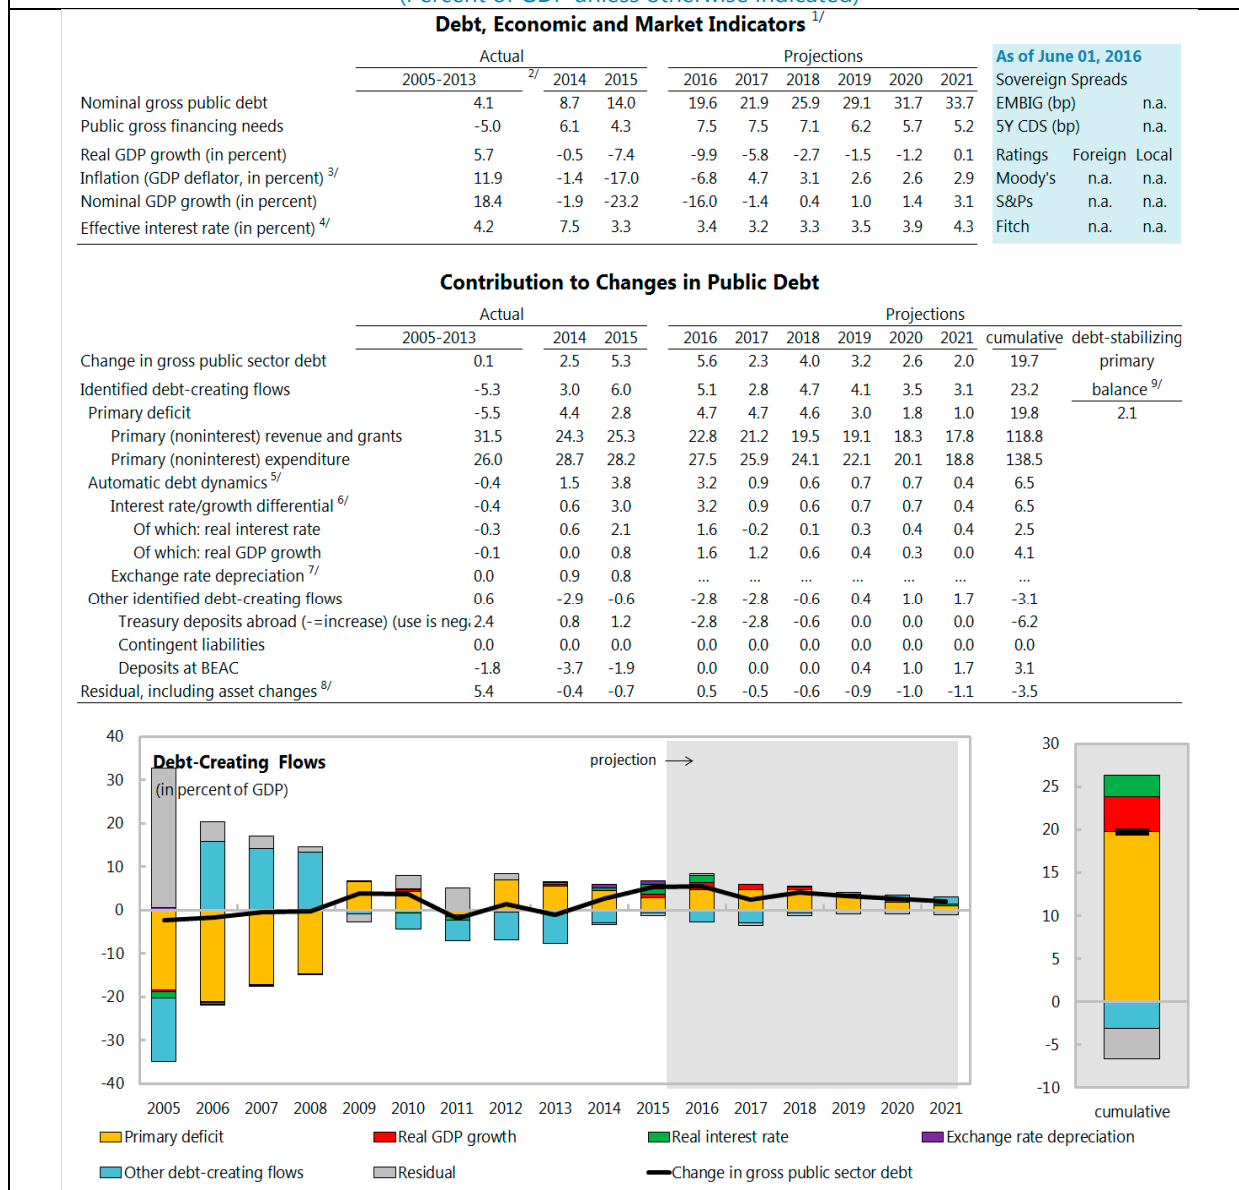 (Percent of GDP unless otherwise indicated)
Debt, Economic and Market Indicators 1/
Actual Projections As of June 01, 2016
2005-2013 2/ 2014 2015 2016 2017 2018 2019 2020 2021 Sovereign Spreads
Nominal gross public debt 4.1 8.7 14.0 19.6 21.9 25.9 29.1 31.7 33.7 EMBIG (bp) n.a.
Public gross financing needs -5.0 6.1 4.3 7.5 7.5 7.1 6.2 5.7 5.2 5Y CDS (bp) n.a.
Real GDP growth (in percent) 5.7 -0.5 -7.4 -9.9 -5.8 -2.7 -1.5 -1.2 0.1 Ratings Foreign Local
Inflation (GDP deflator, in percent) 3/ 11.9 -1.4 -17.0 -6.8 4.7 3.1 2.6 2.6 2.9 Moody's n.a. n.a.
Nominal GDP growth (in percent) 18.4 -1.9 -23.2 -16.0 -1.4 0.4 1.0 1.4 3.1 S&Ps n.a. n.a.
Effective interest rate (in percent) 4/ 4.2 7.5 3.3 3.4 3.2 3.3 3.5 3.9 4.3 Fitch n.a. n.a.
Contribution to Changes in Public Debt
Actual Projections
2005-2013 2014 2015 2016 2017 2018 2019 2020 2021 cumulative debt-stabilizing
Change in gross public sector debt 0.1 2.5 5.3 5.6 2.3 4.0 3.2 2.6 2.0 19.7 primary
Identified debt-creating flows -5.3 3.0 6.0 5.1 2.8 4.7 4.1 3.5 3.1 23.2 balance 9/
Primary deficit -5.5 4.4 2.8 4.7 4.7 4.6 3.0 1.8 1.0 19.8 2.1
Primary (noninterest) revenue and grants 31.5 24.3 25.3 22.8 21.2 19.5 19.1 18.3 17.8 118.8
Primary (noninterest) expenditure 26.0 28.7 28.2 27.5 25.9 24.1 22.1 20.1 18.8 138.5
Automatic debt dynamics 5/ -0.4 1.5 3.8 3.2 0.9 0.6 0.7 0.7 0.4 6.5
Interest rate/growth differential 6/ -0.4 0.6 3.0 3.2 0.9 0.6 0.7 0.7 0.4 6.5
Of which: real interest rate -0.3 0.6 2.1 1.6 -0.2 0.1 0.3 0.4 0.4 2.5
Of which: real GDP growth -0.1 0.0 0.8 1.6 1.2 0.6 0.4 0.3 0.0 4.1
Exchange rate depreciation 7/ 0.0 0.9 0.8 ... ... ... ... ... ... ...
Other identified debt-creating flows 0.6 -2.9 -0.6 -2.8 -2.8 -0.6 0.4 1.0 1.7 -3.1
Treasury deposits abroad (-=increase) (use is nega 2.4 0.8 1.2 -2.8 -2.8 -0.6 0.0 0.0 0.0 -6.2
Contingent liabilities 0.0 0.0 0.0 0.0 0.0 0.0 0.0 0.0 0.0 0.0
Deposits at BEAC -1.8 -3.7 -1.9 0.0 0.0 0.0 0.4 1.0 1.7 3.1
Residual, including asset changes 8/ 5.4 -0.4 -0.7 0.5 -0.5 -0.6 -0.9 -1.0 -1.1 -3.5
Debt-Creating Flows
(in percent of GDP)
projection
40
30
20
10
0
-10
-20
-30
-40
2005 2006 2007 2008 2009 2010 2011 2012 2013 2014 2015 2016 2017 2018 2019 2020 2021
30
25
20
15
10
5
0
-5
-10
cumulative
Primary deficit Real GDP growth Real interest rate Exchange rate depreciation
Other debt-creating flows Residual Change in gross public sector debt